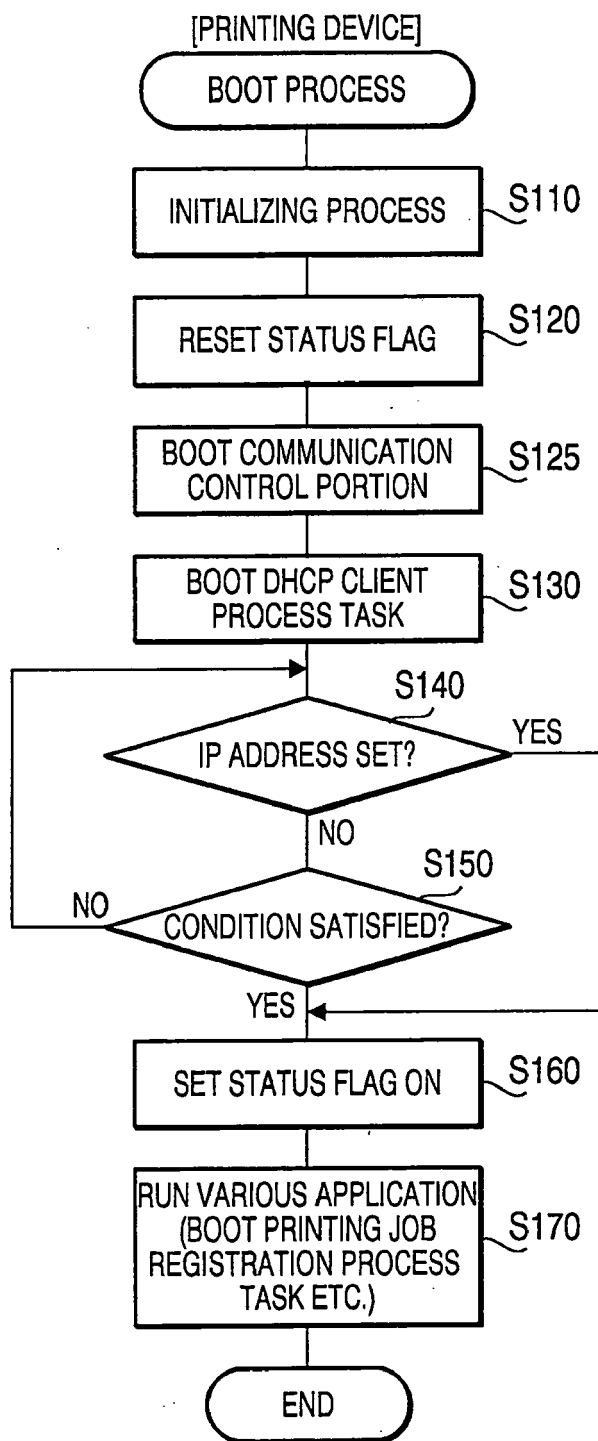 [PRINTING DEVICE]
BOOT PROCESS
INITIALIZING PROCESS
S110
RESET STATUS FLAG
S120
BOOT COMMUNICATION
CONTROL PORTION
S125
BOOT DHCP CLIENT
PROCESS TASK
S130
S140
IP ADDRESS SET?
YES
NO
S150
NO
CONDITION SATISFIED?
YES
SET STATUS FLAG ON
S160
RUN VARIOUS APPLICATION
(BOOT PRINTING JOB
REGISTRATION PROCESS
TASK ETC.)
S170
END